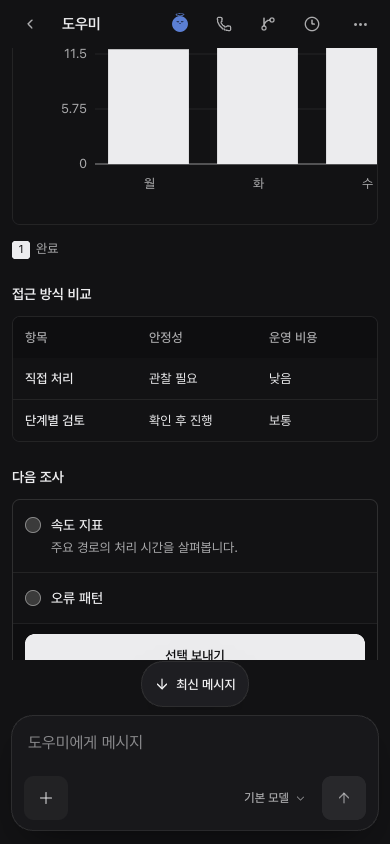 도우미
11.5
5.75
0
월 화 수
1 완료
접근 방식 비교
항목 안정성 운영 비용
직접 처리 관찰 필요 낮음
단계별 검토 확인 후 진행 보통
다음 조사
속도 지표
주요 경로의 처리 시간을 살펴봅니다.
오류 패턴
선택 보내기
최신 메시지
도우미에게 메시지
기본 모델